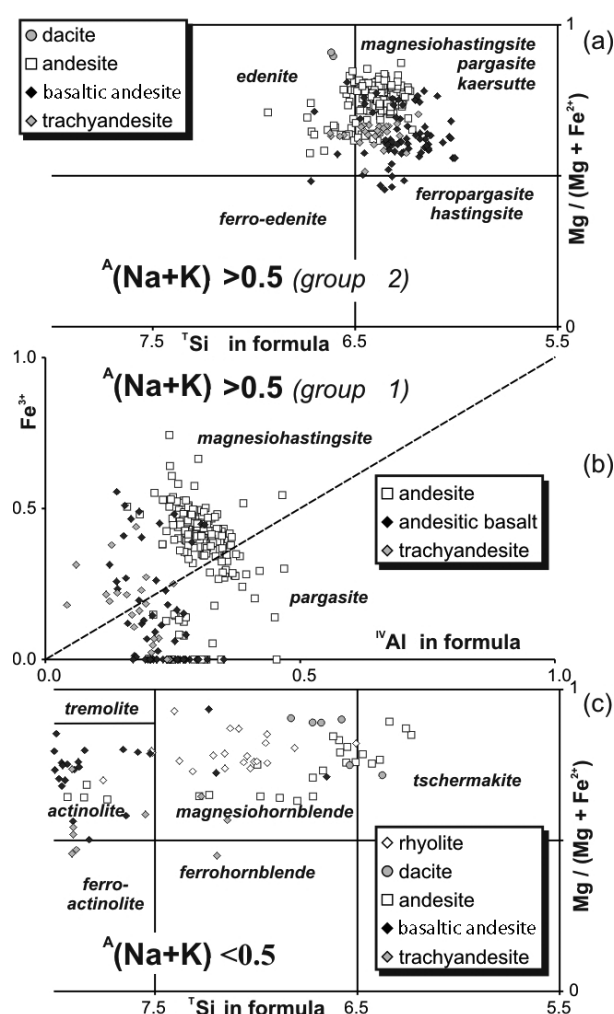 dacite
andesite
basaltic andesite
trachyandesite
1
(a)
magnesiohastingsite
pargasite
kaersutte
edenite
Mg / (Mg + Fe²⁺)
ferro-edenite
ferropargasite
hastingsite
ᴬ(Na+K) >0.5 (group 2)
0
7.5 ᵀSi in formula 6.5 5.5
1.0
Fe³⁺
ᴬ(Na+K) >0.5 (group 1)
magnesiohastingsite
(b)
andesite
andesitic basalt
trachyandesite
0.5
pargasite
ᴵⱽAl in formula
0.0
0.0 0.5 1.0
1
(c)
tremolite
Mg / (Mg + Fe²⁺)
tschermakite
actinolite magnesiohornblende
ferro-
actinolite
ferrohornblende
rhyolite
dacite
andesite
basaltic andesite
trachyandesite
ᴬ(Na+K) <0.5
0
7.5 ᵀSi in formula 6.5 5.5